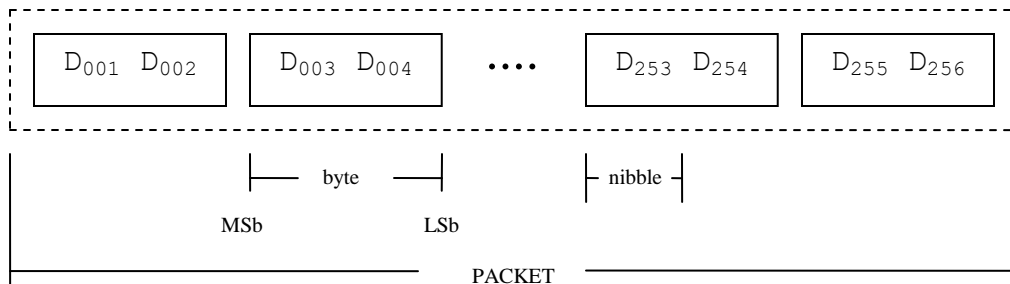 D₀₀₁ D₀₀₂ D₀₀₃ D₀₀₄ .... D₂₅₃ D₂₅₄ D₂₅₅ D₂₅₆
byte nibble
MSb LSb
PACKET